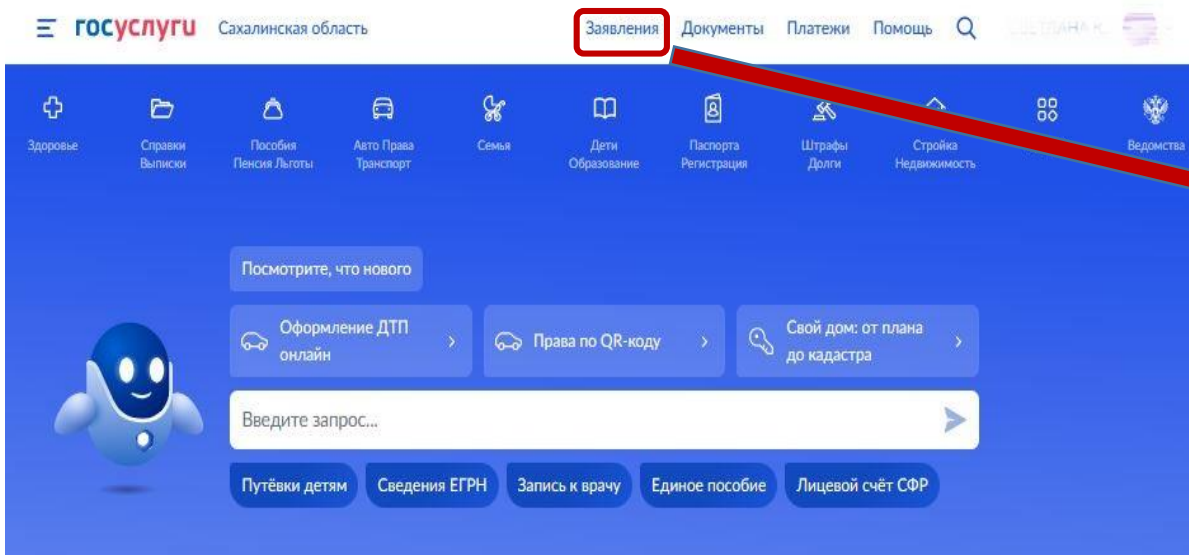 госуслуги Сахалинская область Заявления Документы Платежи Помощь
Здоровье Справки Пособия Авто Права Семья Дети Паспорта Штрафы Стройка Ведомства
Выписки Пенсия Льготы Транспорт Образование Регистрация Долги Недвижимость
Посмотрите, что нового
Оформление ДТП
онлайн
Права по QR-коду
Свой дом: от плана
до кадастра
Введите запрос...
Путёвки детям Сведения ЕГРН Запись к врачу Единое пособие Лицевой счёт СФР